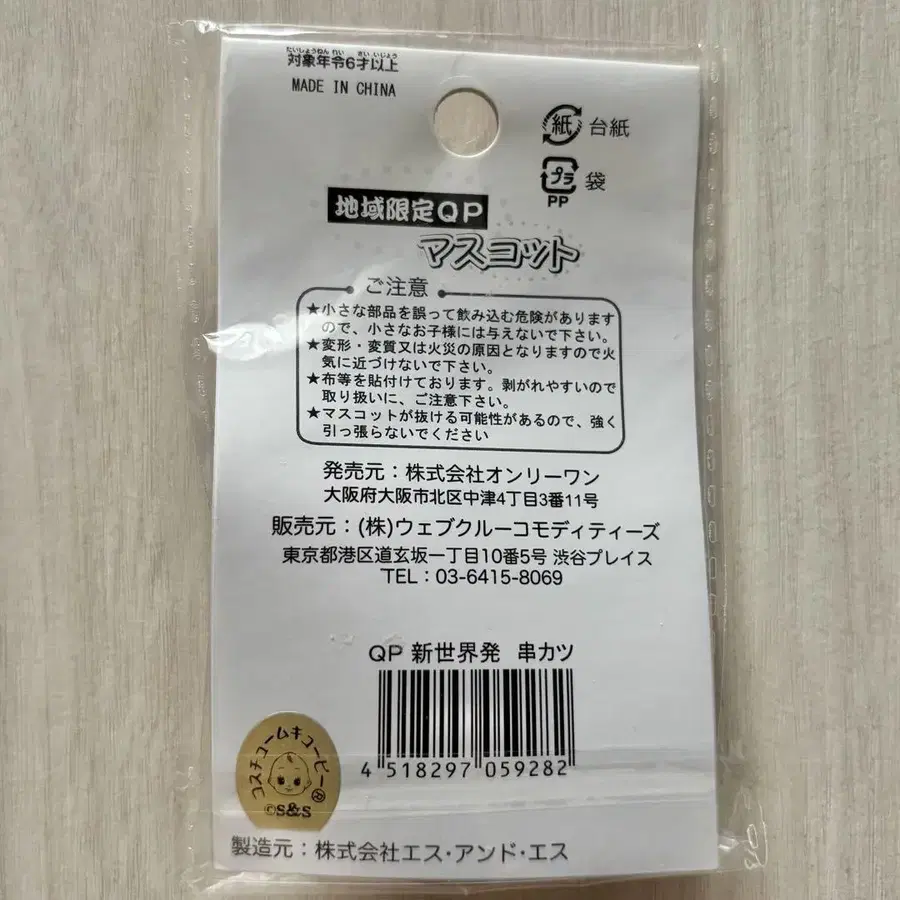 たいしょうねんれい さいいじょう
対象年令6才以上
MADE IN CHINA
紙 台紙
プラ 袋
PP
地域限定QP
マスコット
ご注意
★小さな部品を誤って飲み込む危険があります
ので、小さなお子様には与えないで下さい。
★変形・変質又は火災の原因となりますので火
気に近づけないで下さい。
★布等を貼付けております。剥がれやすいので
取り扱いに、ご注意下さい。
★マスコットが抜ける可能性があるので、強く
引っ張らないでください
発売元：株式会社オンリーワン
大阪府大阪市北区中津4丁目3番11号
販売元：(株)ウェブクルーコモディティーズ
東京都港区道玄坂一丁目10番5号 渋谷プレイス
TEL：03-6415-8069
QP 新世界発 串カツ
4 518297 059282
コスチュームキューピー®
©S&S
製造元：株式会社エス・アンド・エス